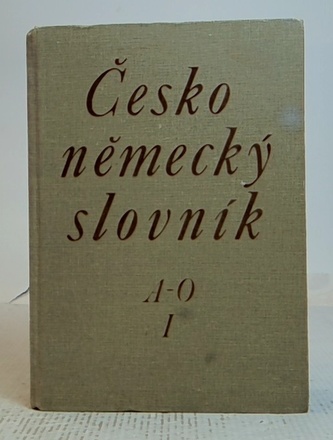 Česko
německý
slovník
A-O
I